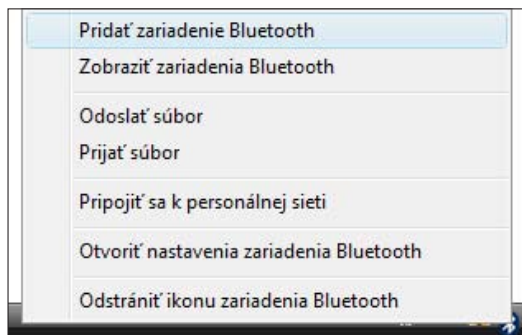 Pridať zariadenie Bluetooth
Zobraziť zariadenia Bluetooth
Odoslať súbor
Prijať súbor
Pripojiť sa k personálnej sieti
Otvoriť nastavenia zariadenia Bluetooth
Odstrániť ikonu zariadenia Bluetooth